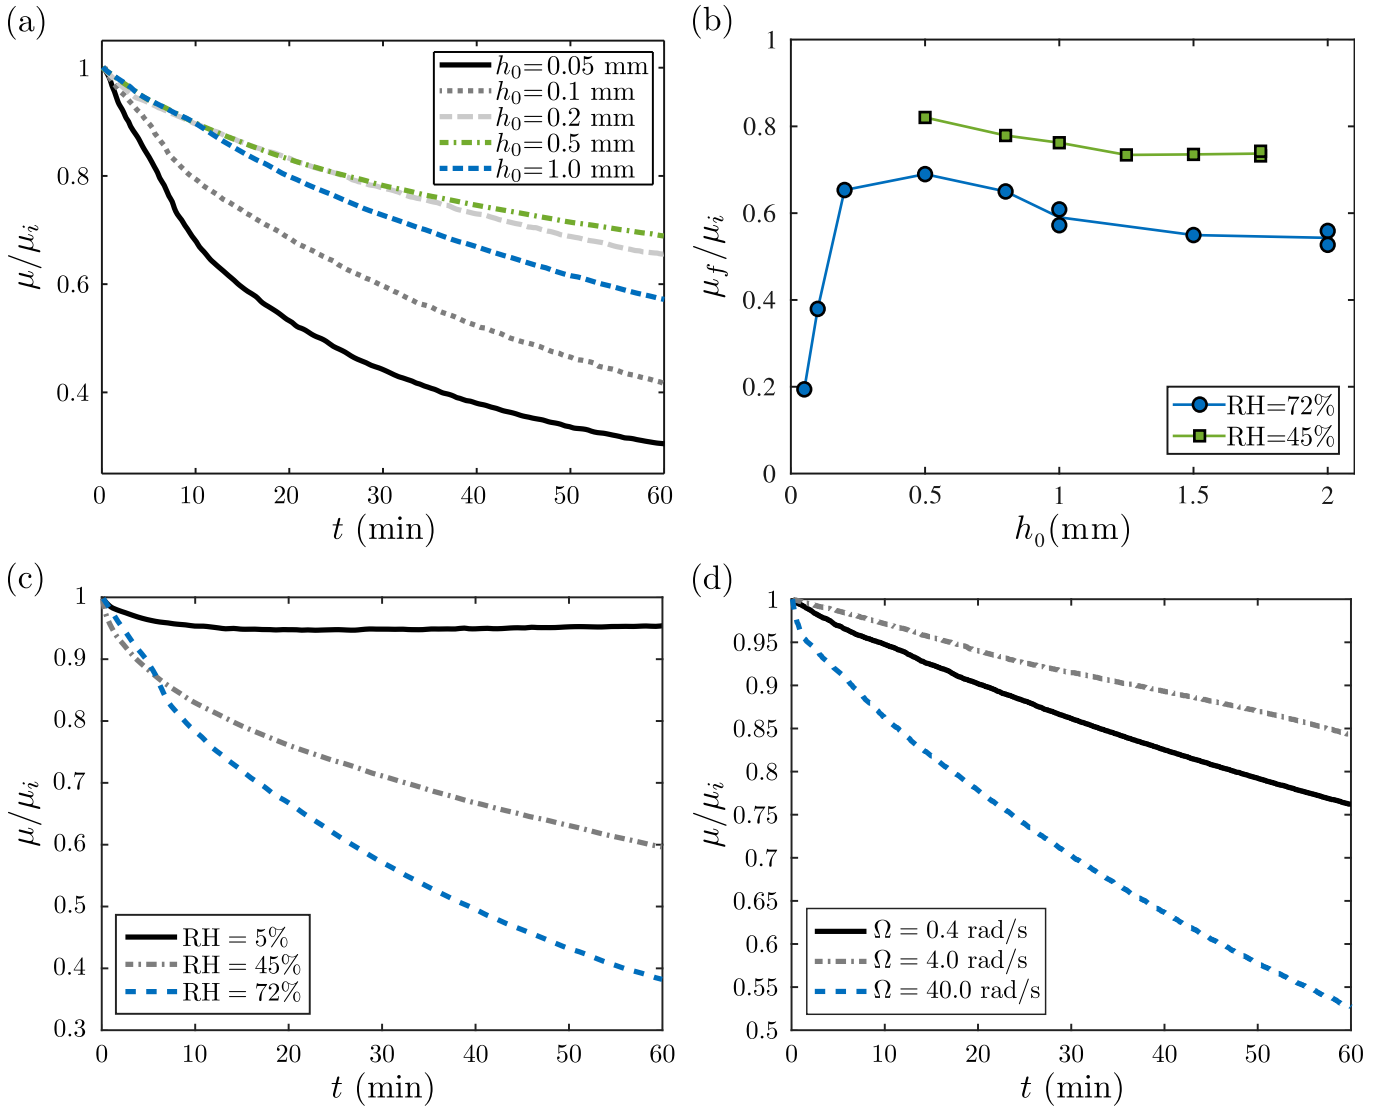 (a)
1
0.8
0.6
0.4
μ/μᵢ
0 10 20 30 40 50 60
t (min)
h₀=0.05 mm
h₀=0.1 mm
h₀=0.2 mm
h₀=0.5 mm
h₀=1.0 mm
(b)
1
0.8
0.6
0.4
0.2
0
μf/μᵢ
0 0.5 1 1.5 2
h₀(mm)
RH=72%
RH=45%
(c)
1
0.9
0.8
0.7
0.6
0.5
0.4
0.3
μ/μᵢ
0 10 20 30 40 50 60
t (min)
RH = 5%
RH = 45%
RH = 72%
(d)
1
0.95
0.9
0.85
0.8
0.75
0.7
0.65
0.6
0.55
0.5
μ/μᵢ
0 10 20 30 40 50 60
t (min)
Ω = 0.4 rad/s
Ω = 4.0 rad/s
Ω = 40.0 rad/s